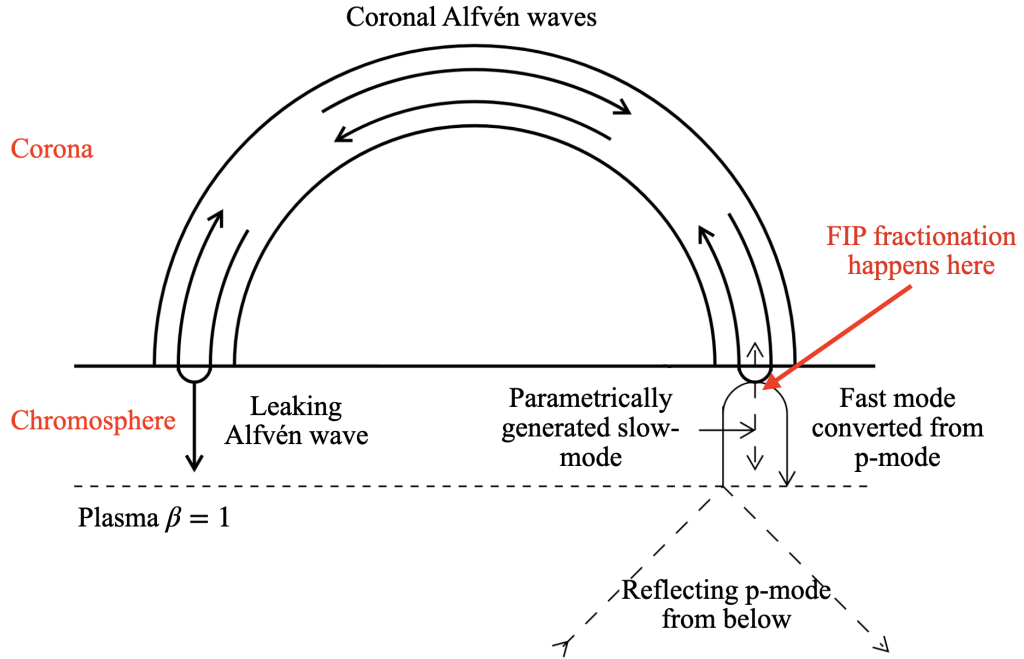 Coronal Alfvén waves
Corona
FIP fractionation
happens here
Chromosphere
Leaking
Alfvén wave
Parametrically
generated slow-
mode
Fast mode
converted from
p-mode
Plasma β = 1
Reflecting p-mode
from below